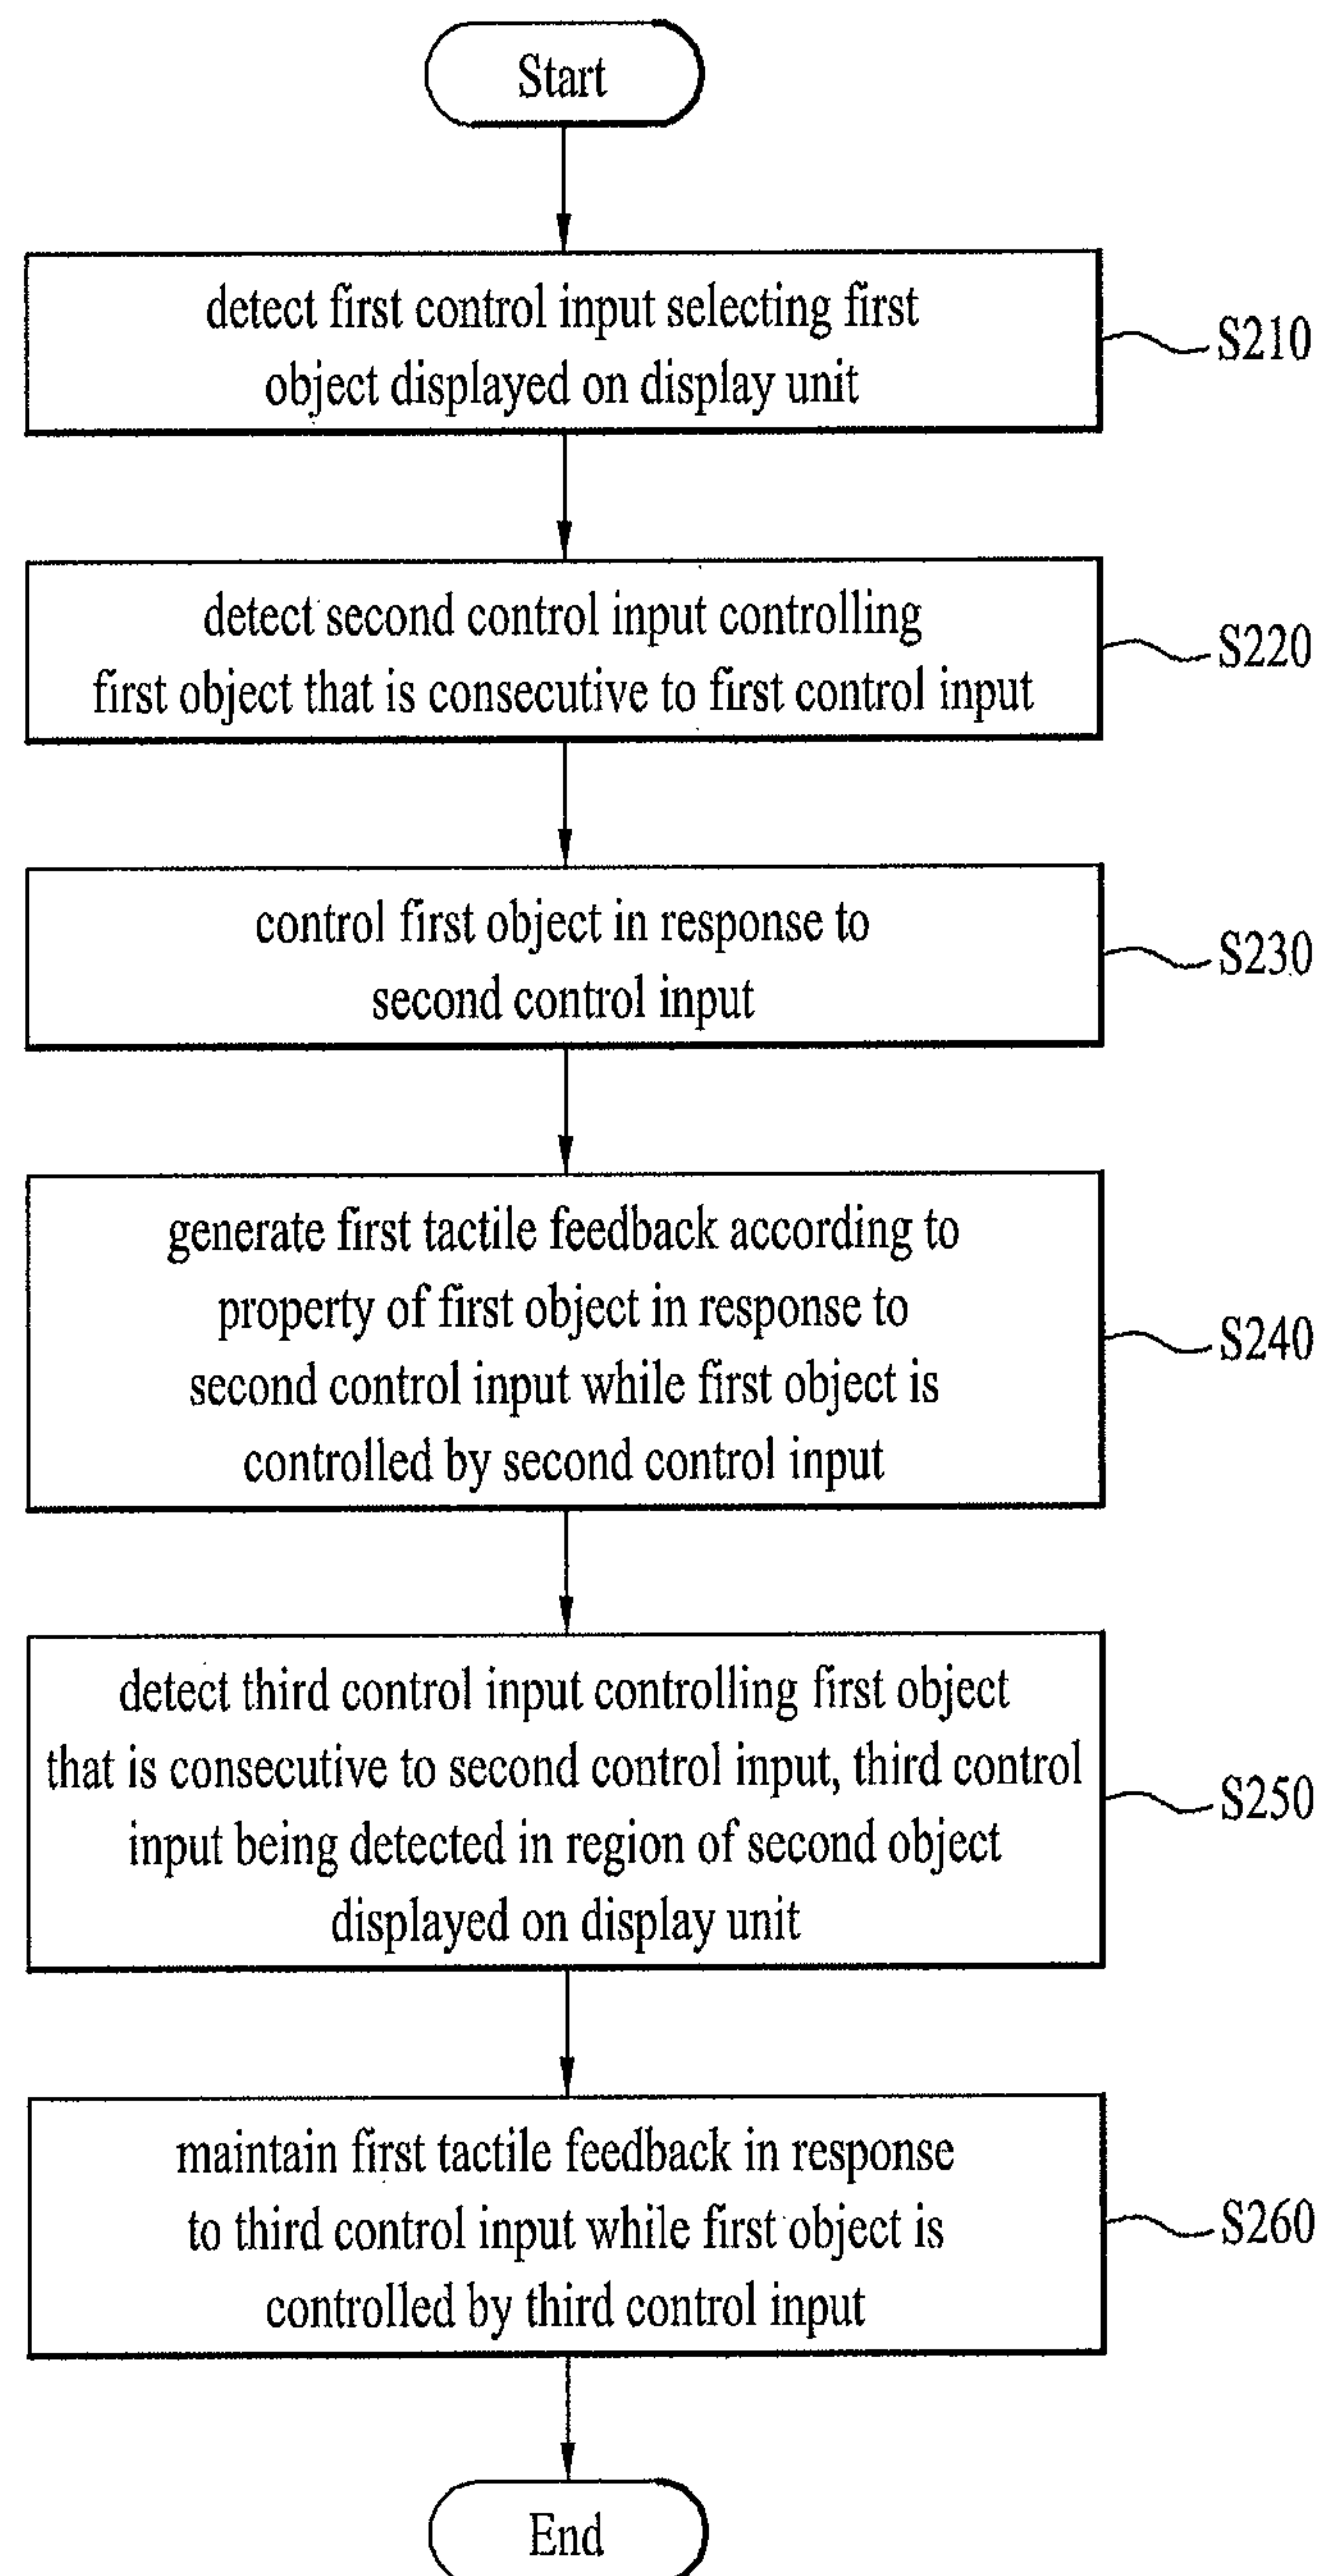 Start
detect first control input selecting first
object displayed on display unit
S210
detect second control input controlling
first object that is consecutive to first control input
S220
control first object in response to
second control input
S230
generate first tactile feedback according to
property of first object in response to
second control input while first object is
controlled by second control input
S240
detect third control input controlling first object
that is consecutive to second control input, third control
input being detected in region of second object
displayed on display unit
S250
maintain first tactile feedback in response
to third control input while first object is
controlled by third control input
S260
End